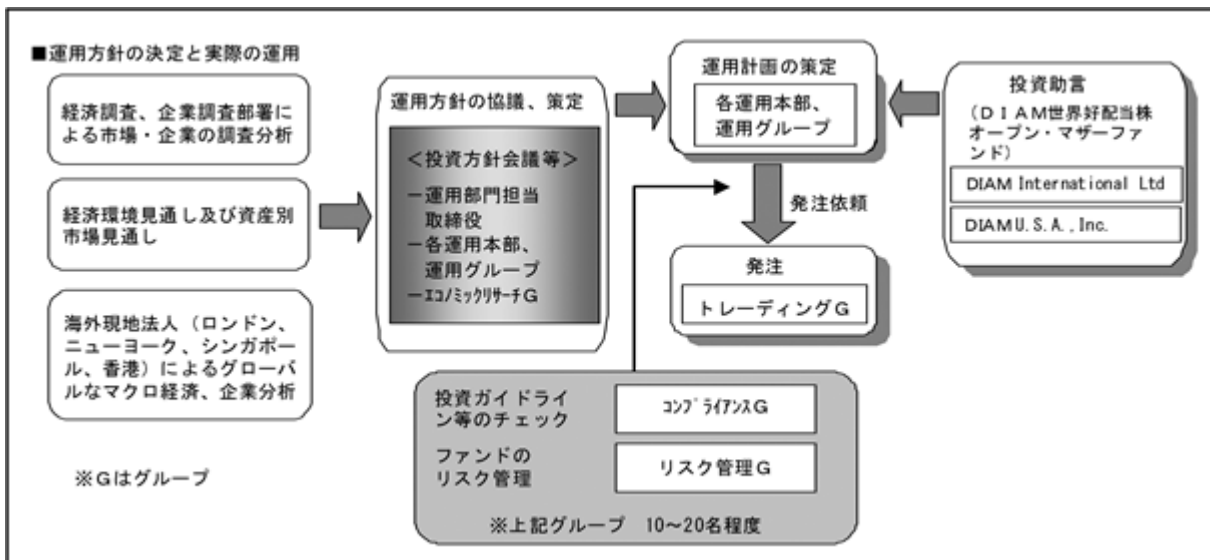 ■運用方針の決定と実際の運用
経済調査、企業調査部署に
よる市場・企業の調査分析
経済環境見通し及び資産別
市場見通し
海外現地法人（ロンドン、
ニューヨーク、シンガポー
ル、香港）によるグローバ
ルなマクロ経済、企業分析
※Ｇはグループ
運用方針の協議、策定
＜投資方針会議等＞
－運用部門担当
取締役
－各運用本部、
運用グループ
－ｴｺﾉﾐｯｸﾘｻｰﾁＧ
運用計画の策定
各運用本部、
運用グループ
発注依頼
発注
トレーディングＧ
投資助言
（ＤＩＡＭ世界好配当株
オープン・マザーファ
ンド）
DIAM International Ltd
DIAM U.S.A., Inc.
投資ガイドライ
ン等のチェック
ｺﾝﾌﾟﾗｲｱﾝｽＧ
ファンドの
リスク管理
リスク管理Ｇ
※上記グループ　10～20名程度